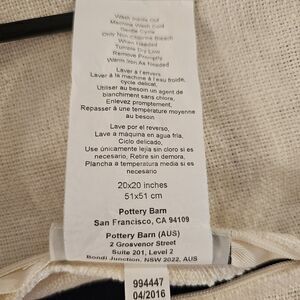 Wash Inside Out
Machine Wash Cold
Gentle Cycle
Only Non-Chlorine Bleach
When Needed
Tumble Dry Low
Remove Promptly
Warm Iron As Needed
Laver à l'envers
Laver à la machine à l'eau froide,
cycle délicat.
Utiliser au besoin un agent de
blanchiment sans chlore,
Enlevez promptement,
Repasser à une température moyenne
au besoin
Lave por el reverso,
Lave a máquina en agua fría.
Ciclo delicado,
Use únicamente lejía sin cloro si es
necesario, Retire sin demora,
Plancha a temperatura media si es
necesario.
20x20 inches
51x51 cm
Pottery Barn
San Francisco, CA 94109
Pottery Barn (AUS)
2 Grosvenor Street
Suite 201, Level 2
Bondi Junction, NSW 2022, AUS
994447
04/2016